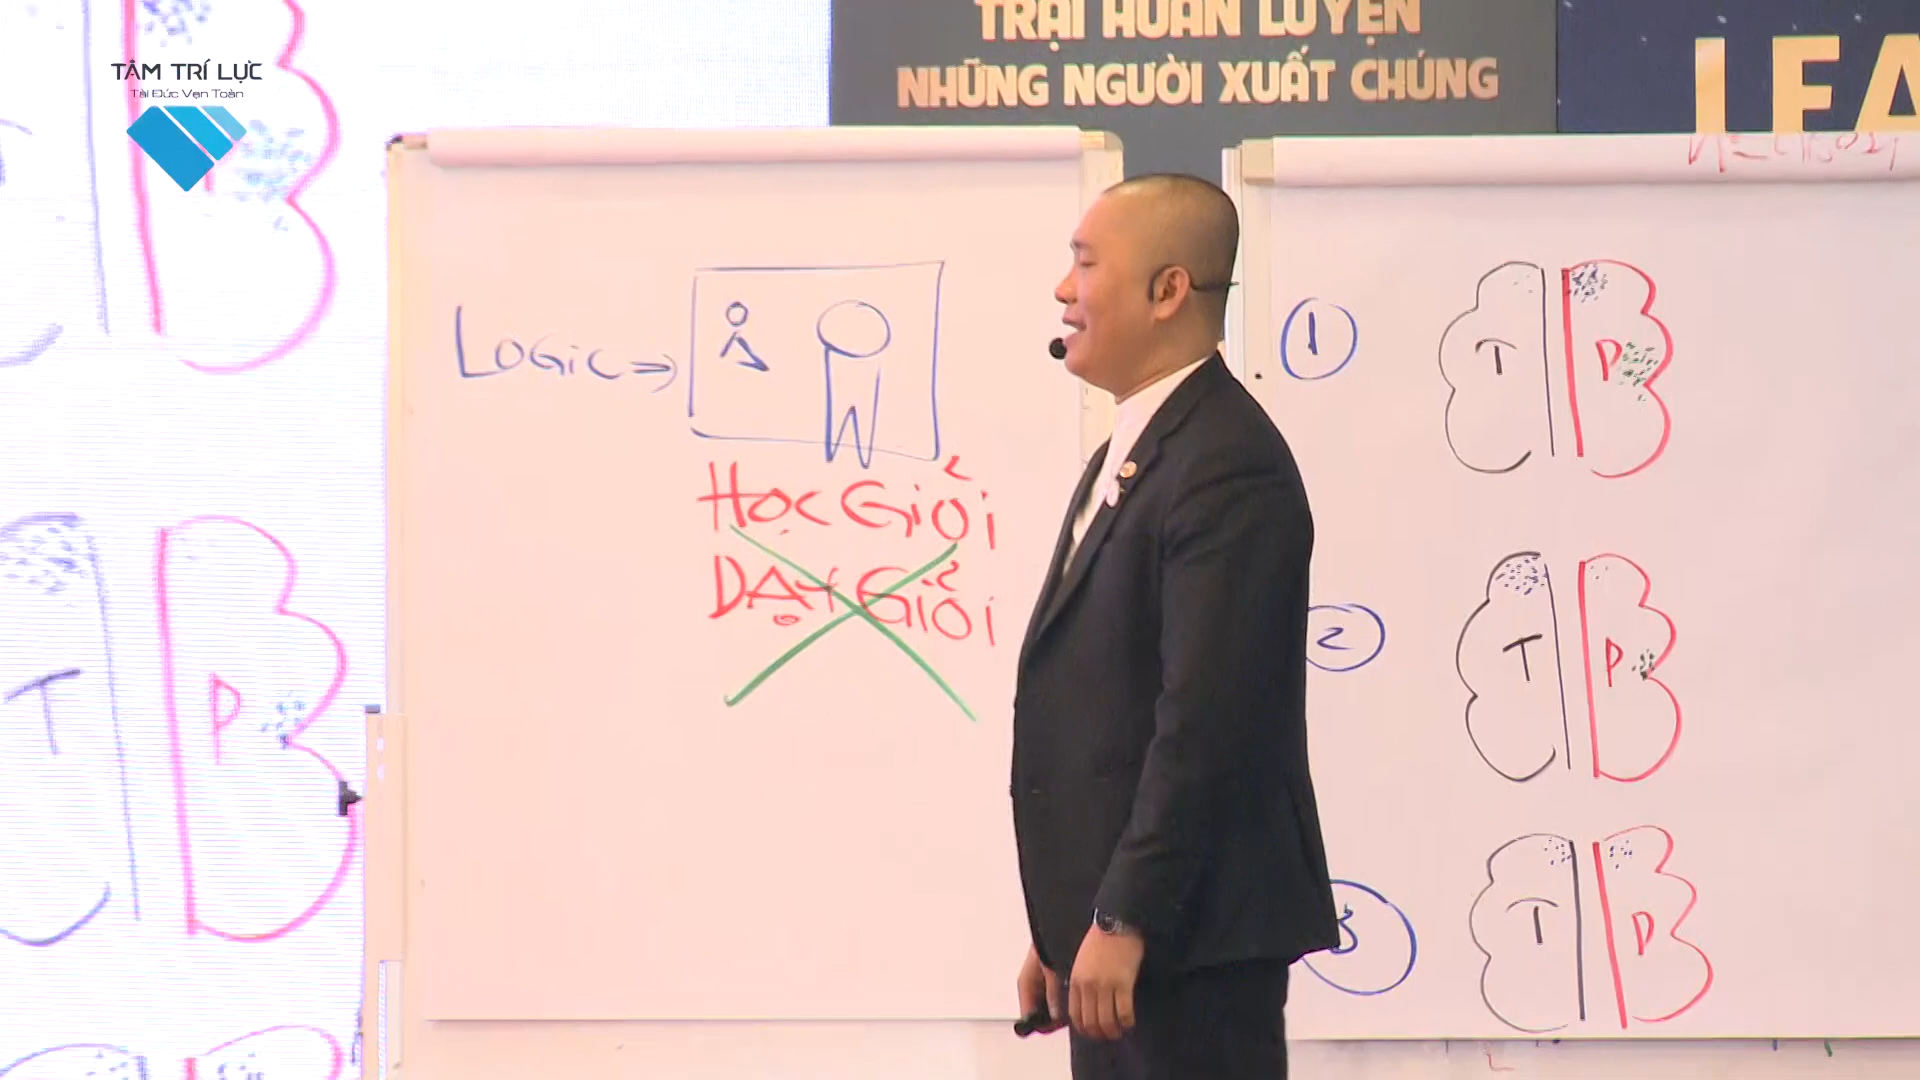 TÂM TRÍ LỰC
Tài Đức Vẹn Toàn
TRẠI HUẤN LUYỆN
NHỮNG NGƯỜI XUẤT CHÚNG
LEA
LOGIC =>
HỌC GIỎI
DẠY GIỎI
1
T P
2
T P
3
T P
T P